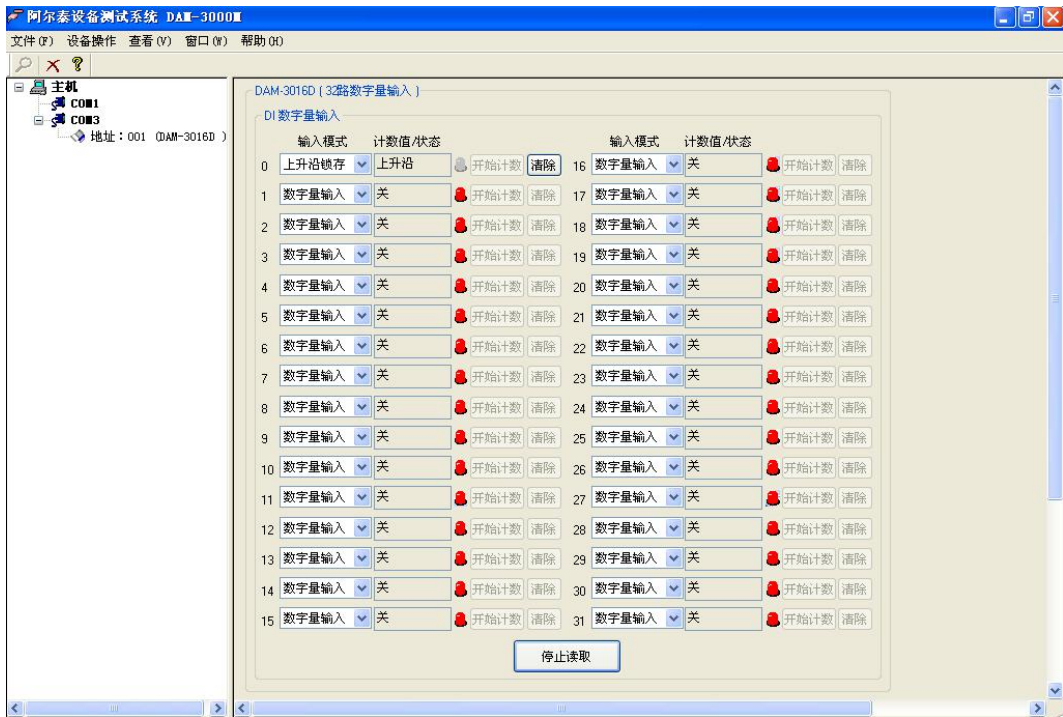 阿尔泰设备测试系统 DAM-3000M
文件(F) 设备操作 查看(V) 窗口(W) 帮助(H)
主机
COM1
COM3
地址：001 (DAM-3016D )
DAM-3016D ( 32路数字量输入 )
DI 数字量输入
输入模式 计数值/状态 输入模式 计数值/状态
0 上升沿锁存 上升沿 开始计数 清除 16 数字量输入 关 开始计数 清除
1 数字量输入 关 开始计数 清除 17 数字量输入 关 开始计数 清除
2 数字量输入 关 开始计数 清除 18 数字量输入 关 开始计数 清除
3 数字量输入 关 开始计数 清除 19 数字量输入 关 开始计数 清除
4 数字量输入 关 开始计数 清除 20 数字量输入 关 开始计数 清除
5 数字量输入 关 开始计数 清除 21 数字量输入 关 开始计数 清除
6 数字量输入 关 开始计数 清除 22 数字量输入 关 开始计数 清除
7 数字量输入 关 开始计数 清除 23 数字量输入 关 开始计数 清除
8 数字量输入 关 开始计数 清除 24 数字量输入 关 开始计数 清除
9 数字量输入 关 开始计数 清除 25 数字量输入 关 开始计数 清除
10 数字量输入 关 开始计数 清除 26 数字量输入 关 开始计数 清除
11 数字量输入 关 开始计数 清除 27 数字量输入 关 开始计数 清除
12 数字量输入 关 开始计数 清除 28 数字量输入 关 开始计数 清除
13 数字量输入 关 开始计数 清除 29 数字量输入 关 开始计数 清除
14 数字量输入 关 开始计数 清除 30 数字量输入 关 开始计数 清除
15 数字量输入 关 开始计数 清除 31 数字量输入 关 开始计数 清除
停止读取